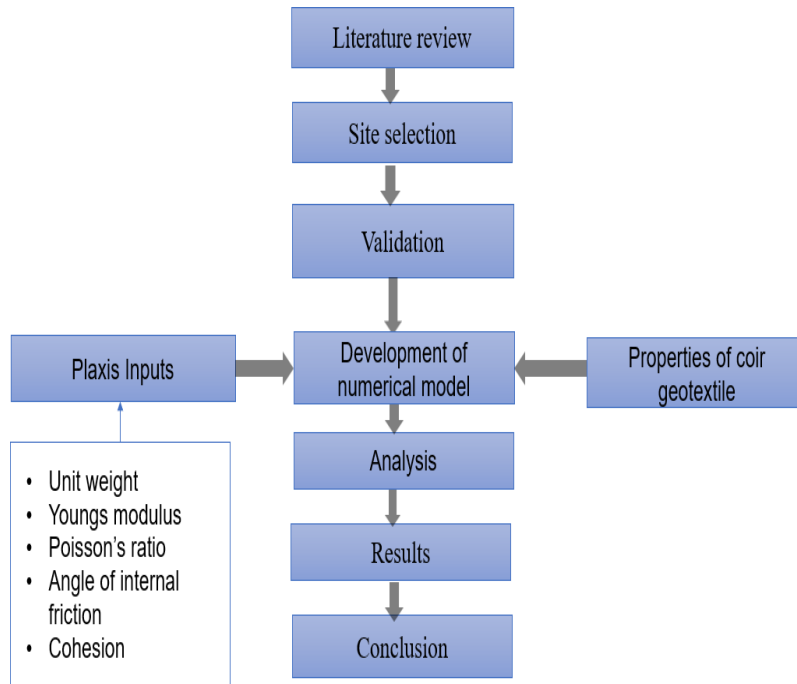 Literature review
Site selection
Validation
Plaxis Inputs
Development of
numerical model
Properties of coir
geotextile
Analysis
• Unit weight
• Youngs modulus
• Poisson's ratio
• Angle of internal
friction
• Cohesion
Results
Conclusion